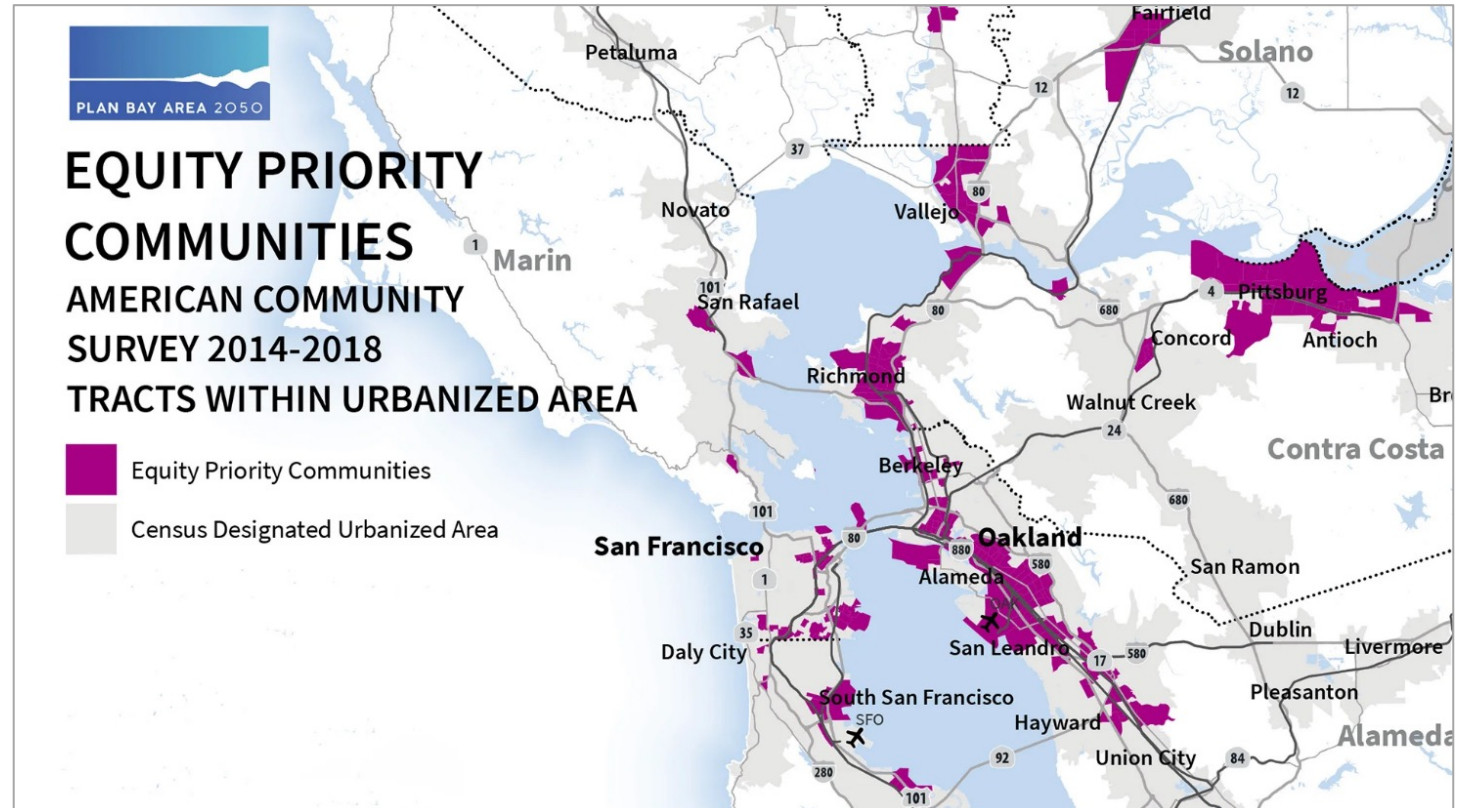 PLAN BAY AREA 2050
EQUITY PRIORITY
COMMUNITIES
AMERICAN COMMUNITY
SURVEY 2014-2018
TRACTS WITHIN URBANIZED AREA
Equity Priority Communities
Census Designated Urbanized Area
Fairfield
Petaluma
Solano
12
12
37
80
Novato
Vallejo
1
Marin
101
San Rafael
4
Pittsburg
80
680
Concord
Antioch
Richmond
Walnut Creek
Br
24
Contra Costa
Berkeley
680
101
San Francisco
80
Oakland
880
580
San Ramon
1
Alameda
35
Dublin
Daly City
San Leandro
17
580
Livermore
South San Francisco
Pleasanton
SFO
Hayward
Alameda
Union City
92
84
280
101